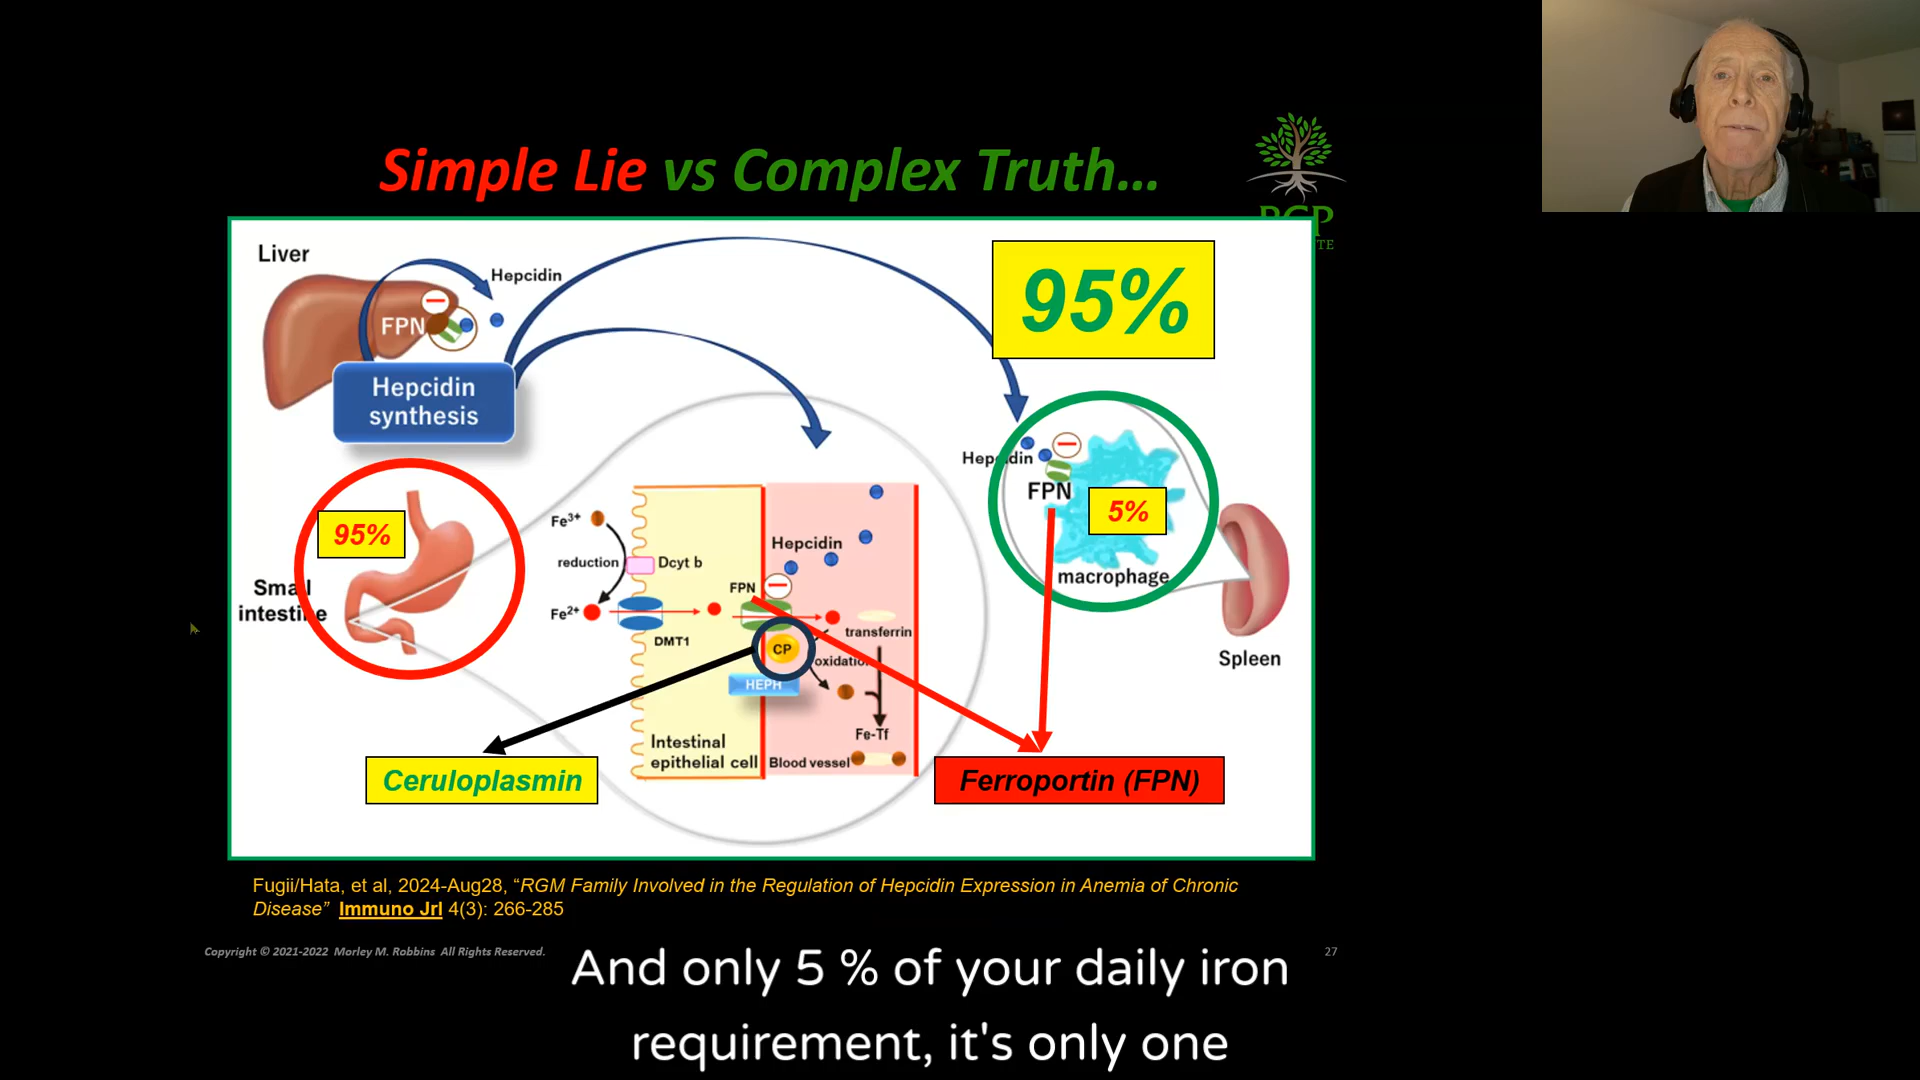 Simple Lie vs Complex Truth...
RCP
TE
Liver
Hepcidin
95%
FPN
Hepcidin
synthesis
Hepcidin
FPN
5%
macrophage
Spleen
95%
Small
intestine
Fe3+
reduction
Dcyt b
Fe2+
DMT1
Hepcidin
FPN
transferrin
CP
oxidation
HEPH
Fe-Tf
Intestinal
epithelial cell
Blood vessel
Ceruloplasmin
Ferroportin (FPN)
Fugii/Hata, et al, 2024-Aug28, “RGM Family Involved in the Regulation of Hepcidin Expression in Anemia of Chronic
Disease” Immuno Jrl 4(3): 266-285
Copyright © 2021-2022 Morley M. Robbins All Rights Reserved.
27
And only 5 % of your daily iron
requirement, it's only one